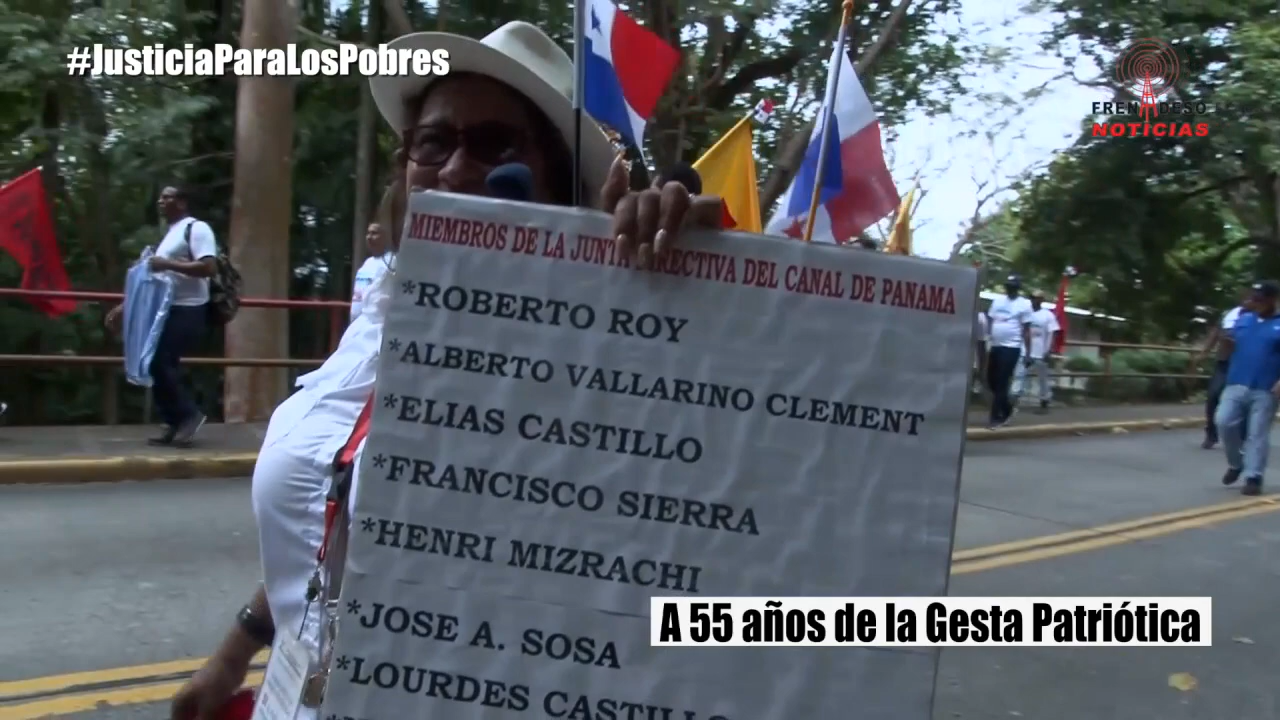 #JusticiaParaLosPobres
FRENADESO
NOTICIAS
MIEMBROS DE LA JUNTA DIRECTIVA DEL CANAL DE PANAMA
*ROBERTO ROY
*ALBERTO VALLARINO CLEMENT
*ELIAS CASTILLO
*FRANCISCO SIERRA
*HENRI MIZRACHI
*JOSE A. SOSA
*LOURDES CASTILLO
A 55 años de la Gesta Patriótica